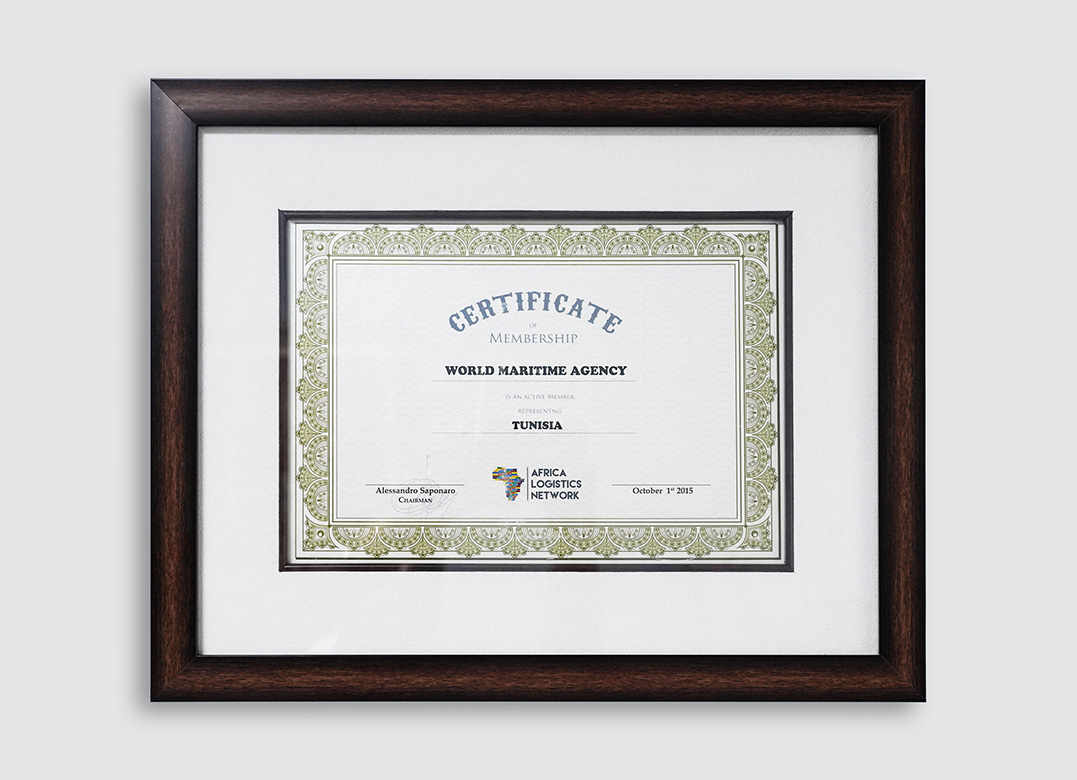 CERTIFICATE
OF
MEMBERSHIP
WORLD MARITIME AGENCY
IS AN ACTIVE MEMBER
REPRESENTNG
TUNISIA
Alessandro Saponaro
CHAIRMAN
AFRICA
LOGISTICS
NETWORK
October 1st 2015